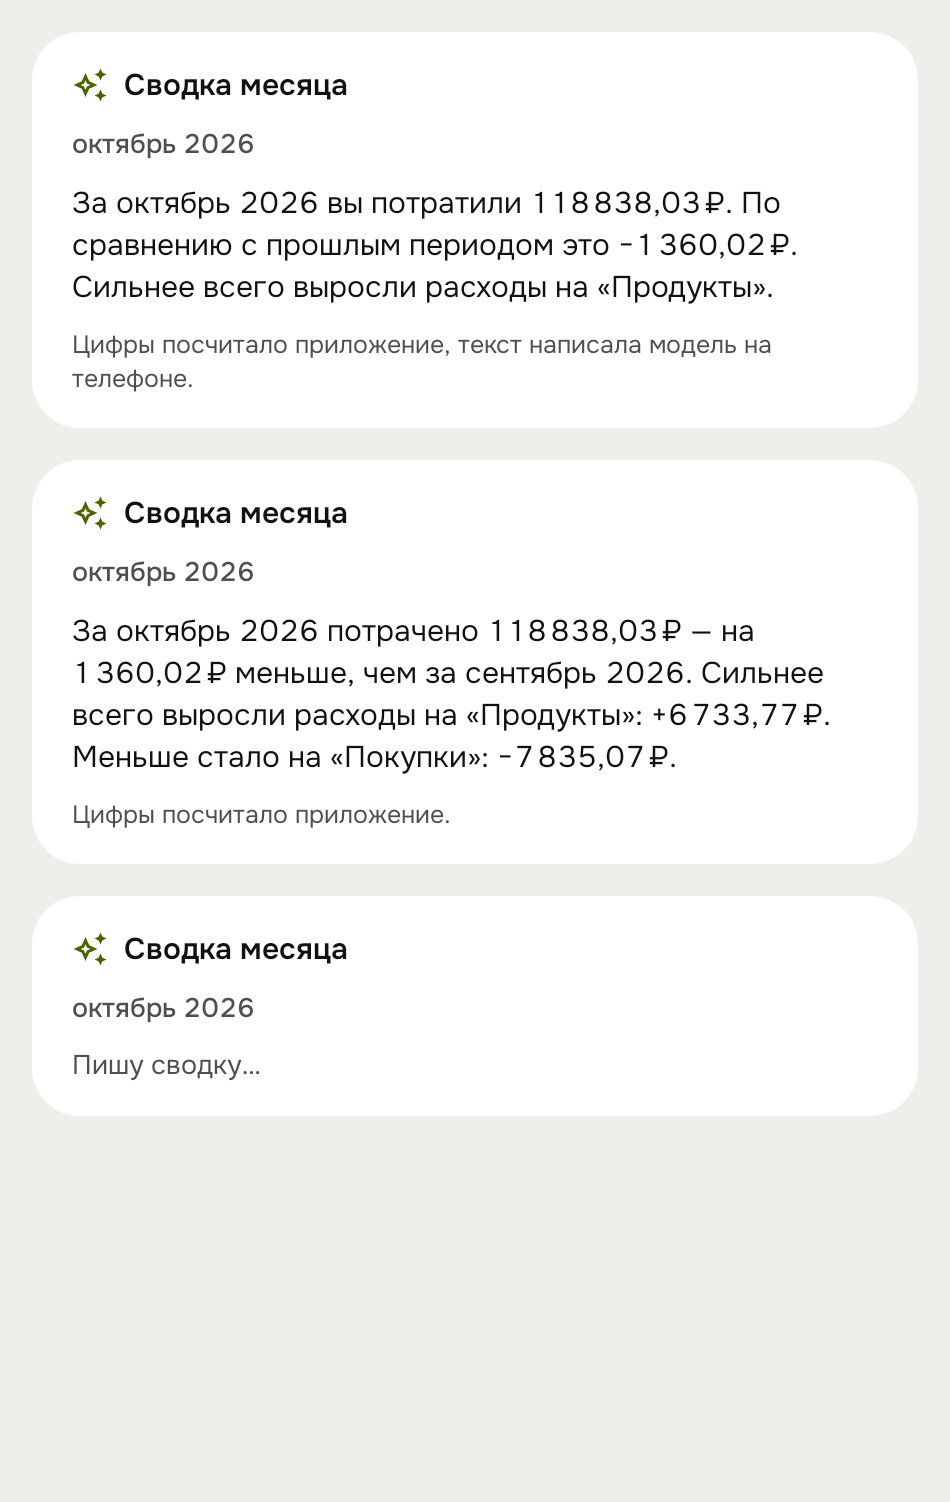 Сводка месяца
октябрь 2026
За октябрь 2026 вы потратили 118 838,03 ₽. По
сравнению с прошлым периодом это −1 360,02 ₽.
Сильнее всего выросли расходы на «Продукты».
Цифры посчитало приложение, текст написала модель на
телефоне.
Сводка месяца
октябрь 2026
За октябрь 2026 потрачено 118 838,03 ₽ — на
1 360,02 ₽ меньше, чем за сентябрь 2026. Сильнее
всего выросли расходы на «Продукты»: +6 733,77 ₽.
Меньше стало на «Покупки»: −7 835,07 ₽.
Цифры посчитало приложение.
Сводка месяца
октябрь 2026
Пишу сводку…